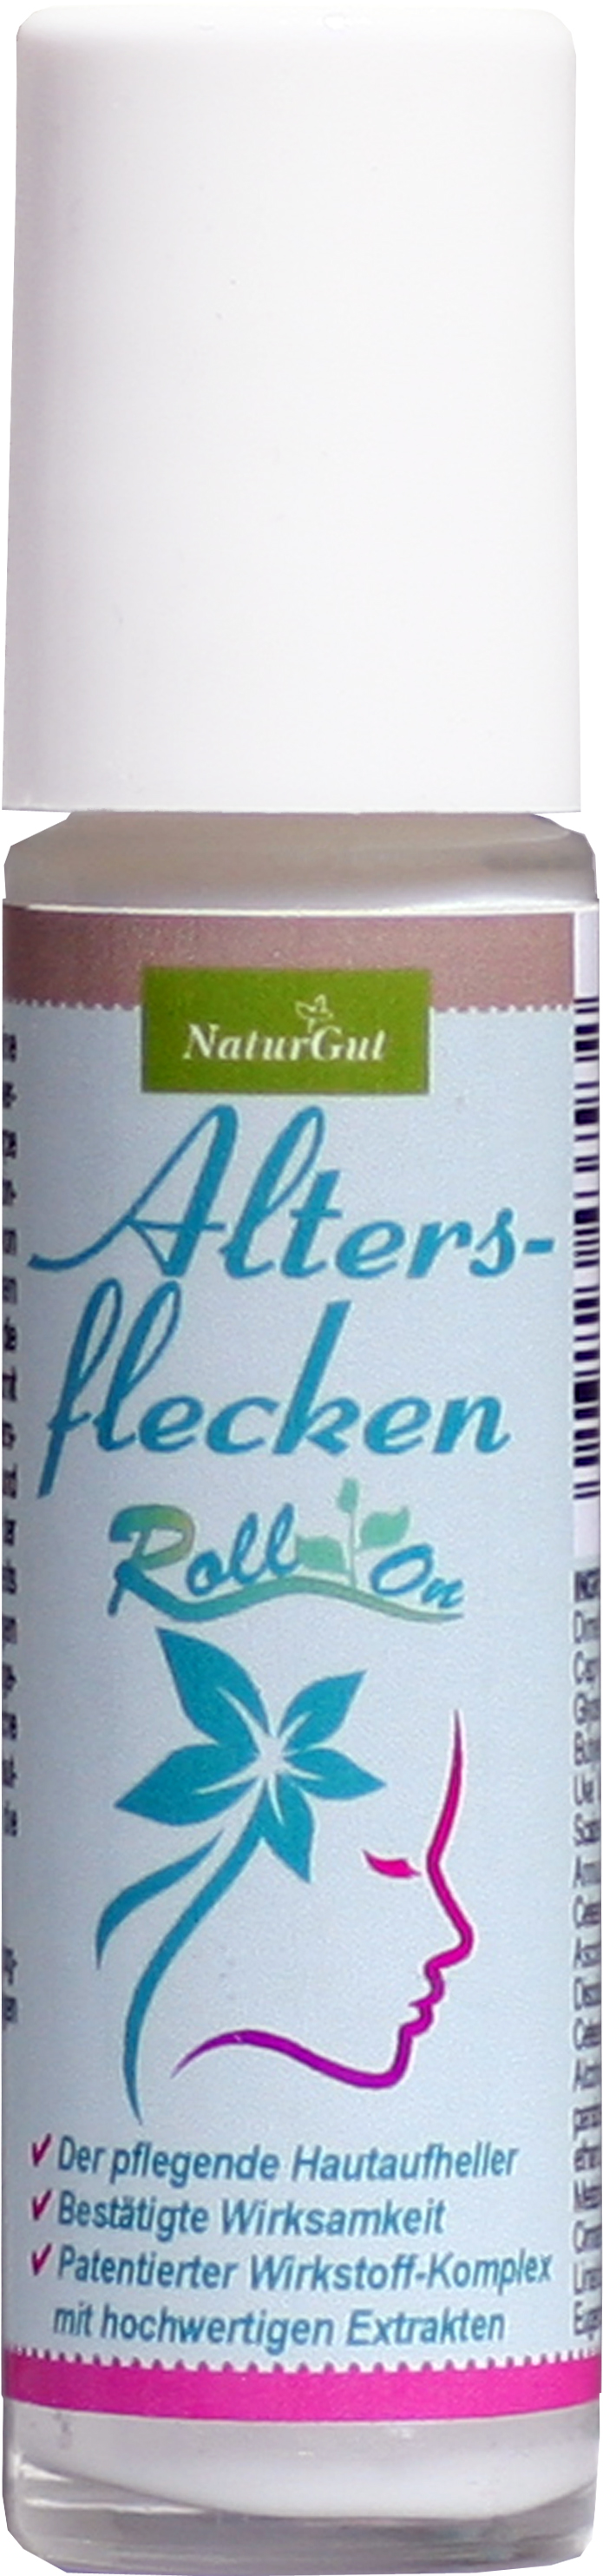 NaturGut
Alters-
flecken
Roll On
Der pflegende Hautaufheller
Bestätigte Wirksamkeit
Patentierter Wirkstoff-Komplex
mit hochwertigen Extrakten